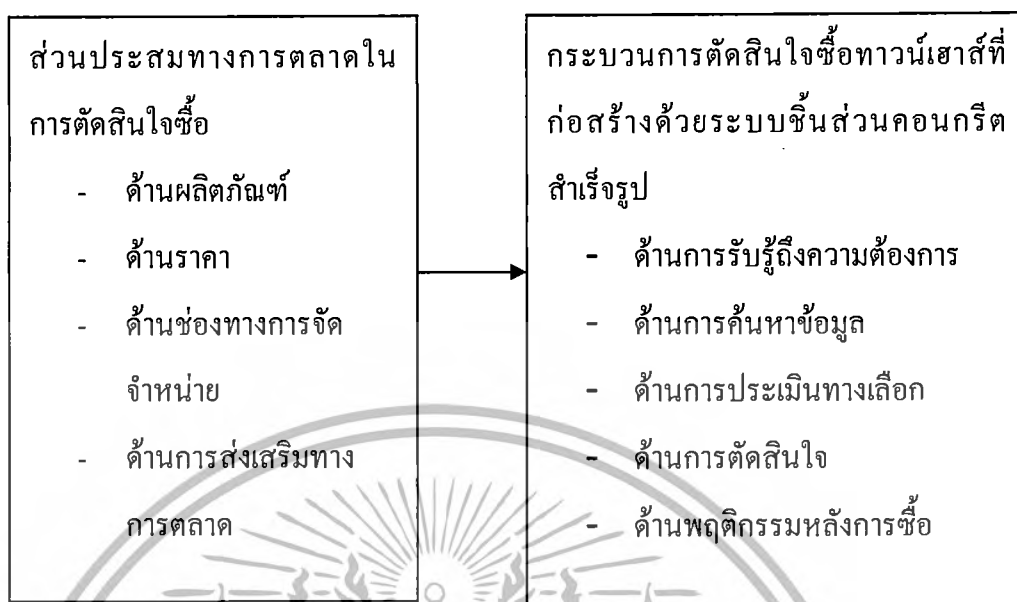 ส่วนประสมทางการตลาดใน
การตัดสินใจซื้อ
- ด้านผลิตภัณฑ์
- ด้านราคา
- ด้านช่องทางการจัด
จำหน่าย
- ด้านการส่งเสริมทาง
การตลาด
กระบวนการตัดสินใจซื้อทาวน์เฮาส์ที่
ก่อสร้างด้วยระบบชิ้นส่วนคอนกรีต
สำเร็จรูป
- ด้านการรับรู้ถึงความต้องการ
- ด้านการค้นหาข้อมูล
- ด้านการประเมินทางเลือก
- ด้านการตัดสินใจ
- ด้านพฤติกรรมหลังการซื้อ